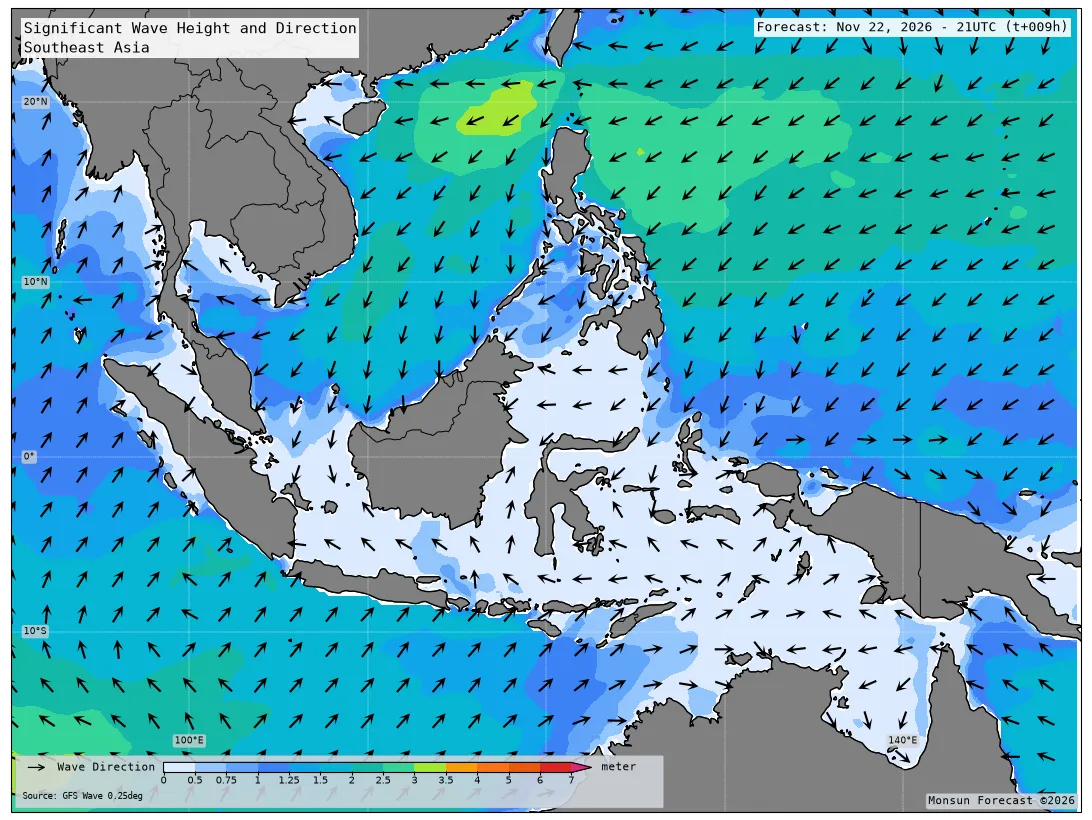 Significant Wave Height and Direction
Southeast Asia
Forecast: Nov 22, 2026 - 21UTC (t+009h)
20°N
10°N
0°
10°S
100°E
140°E
Wave Direction
meter
0 0.5 0.75 1 1.25 1.5 2 2.5 3 3.5 4 5 6 7
Source: GFS Wave 0.25deg
Monsun Forecast ©2026